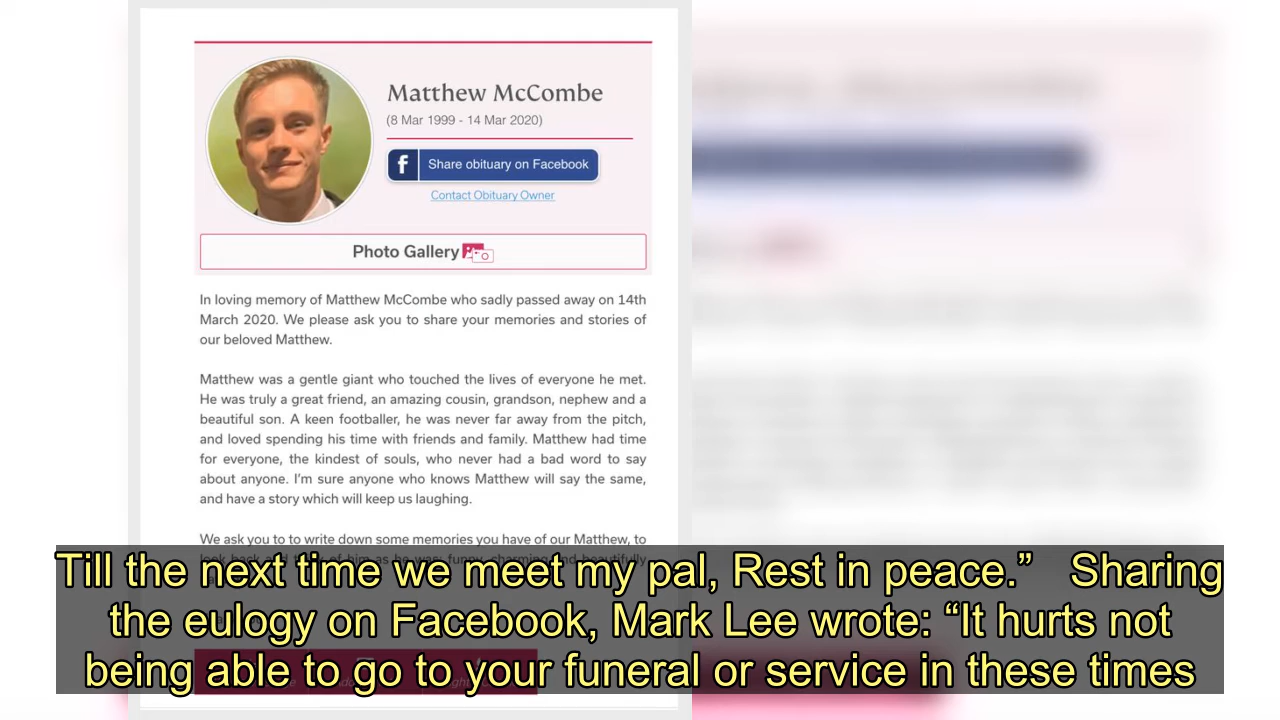 Matthew McCombe
(8 Mar 1999 - 14 Mar 2020)
f Share obituary on Facebook
Contact Obituary Owner
Photo Gallery
In loving memory of Matthew McCombe who sadly passed away on 14th
March 2020. We please ask you to share your memories and stories of
our beloved Matthew.
Matthew was a gentle giant who touched the lives of everyone he met.
He was truly a great friend, an amazing cousin, grandson, nephew and a
beautiful son. A keen footballer, he was never far away from the pitch,
and loved spending his time with friends and family. Matthew had time
for everyone, the kindest of souls, who never had a bad word to say
about anyone. I'm sure anyone who knows Matthew will say the same,
and have a story which will keep us laughing.
We ask you to to write down some memories you have of our Matthew, to
Till the next time we meet my pal, Rest in peace.” Sharing
the eulogy on Facebook, Mark Lee wrote: “It hurts not
being able to go to your funeral or service in these times